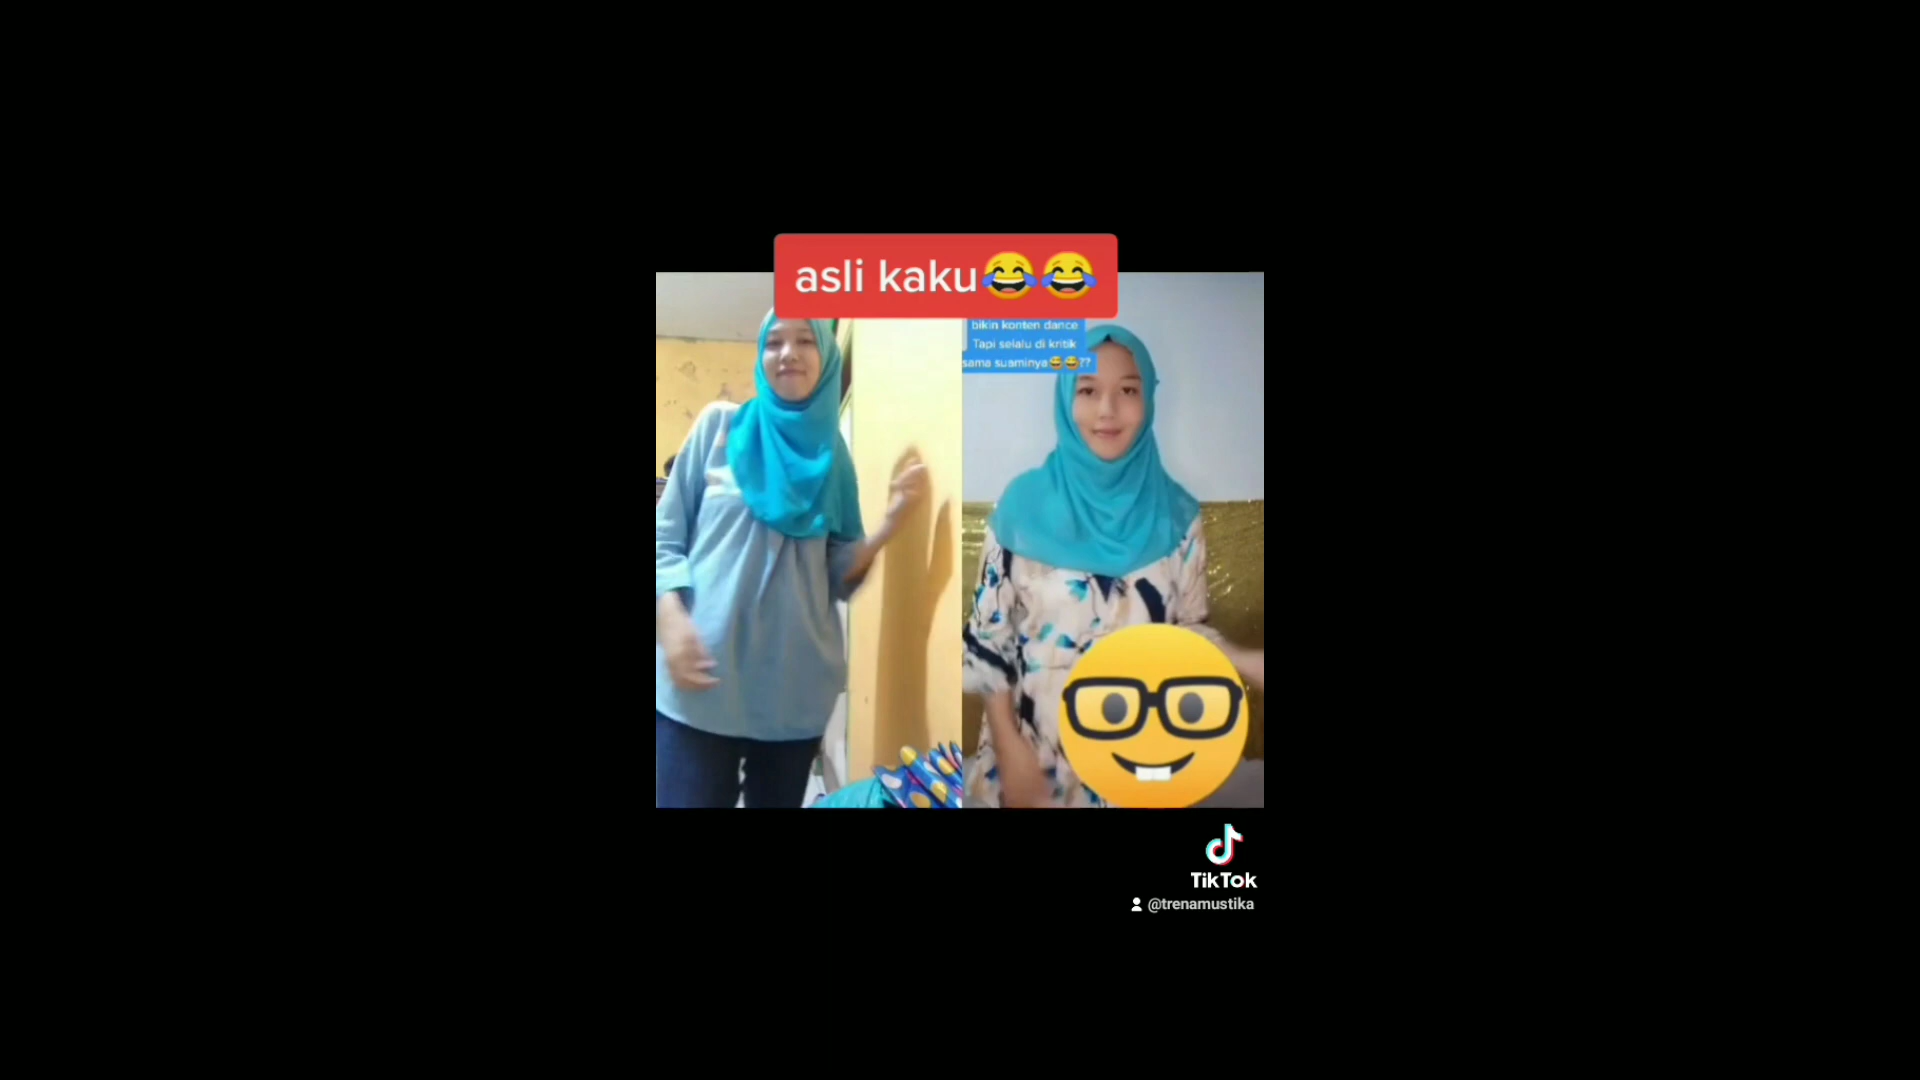 asli kaku😂😂
bikin konten dance
Tapi selalu di kritik
sama suaminya😂😂??
TikTok
@trenamustika